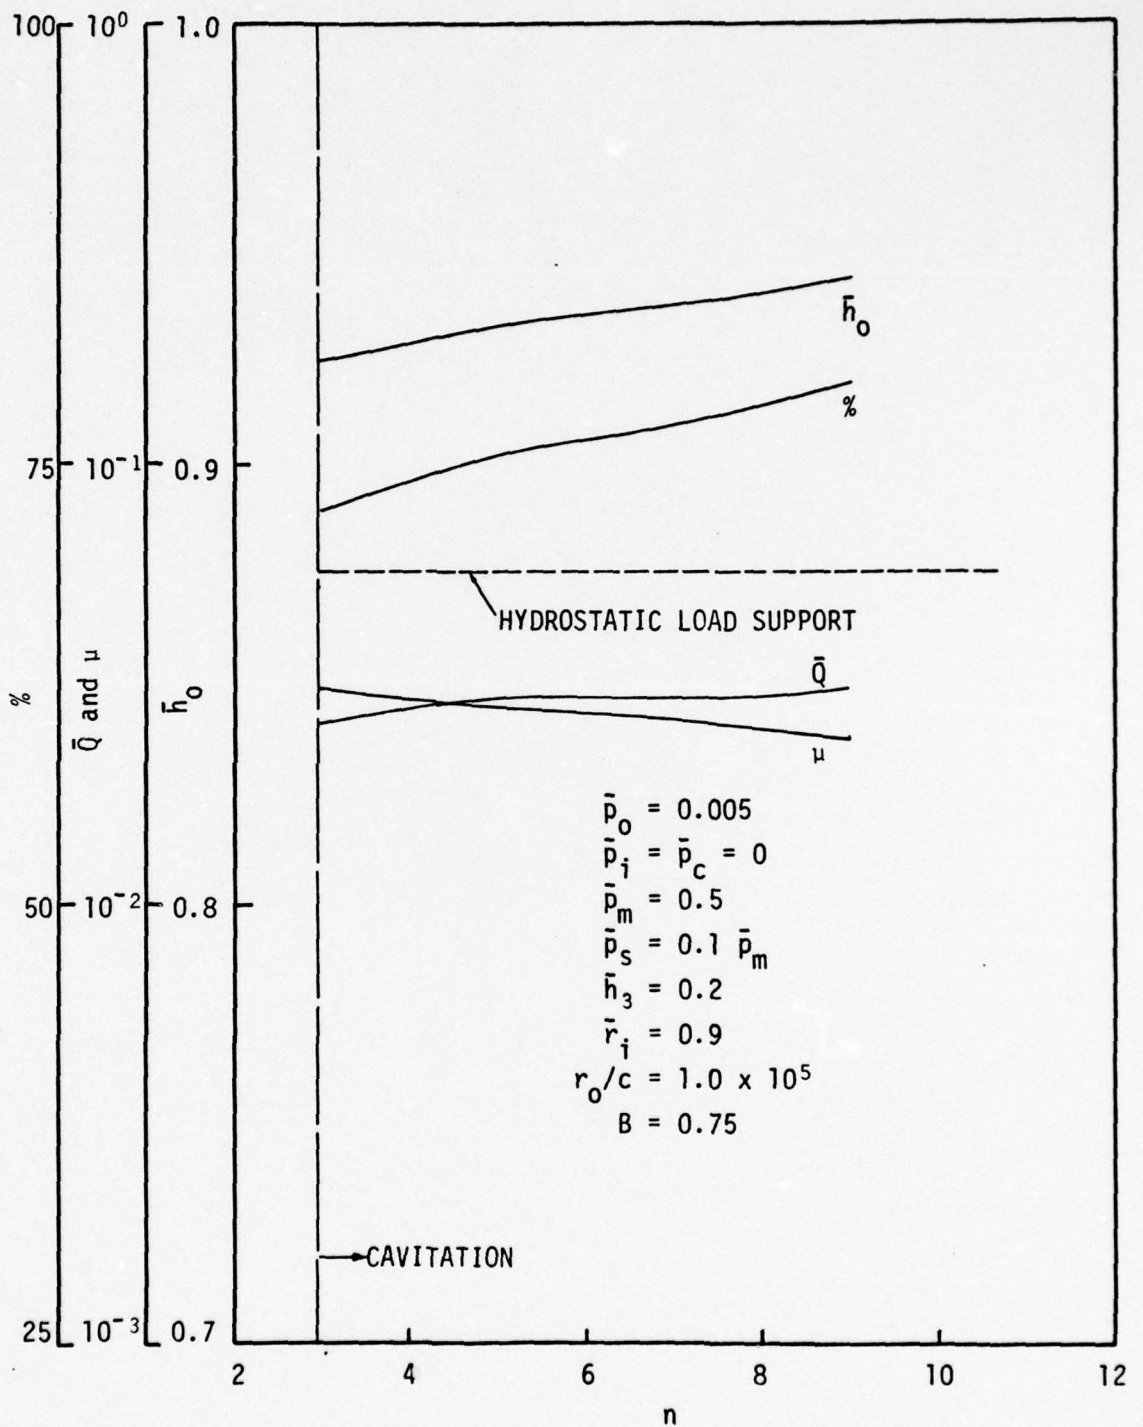 100 10⁰ 1.0
h̄ₒ
%
75 10⁻¹ 0.9
HYDROSTATIC LOAD SUPPORT
% Q̄ and μ h̄ₒ
Q̄
μ
p̄ₒ = 0.005
p̄ᵢ = p̄_c = 0
50 10⁻² 0.8
p̄ₘ = 0.5
p̄ₛ = 0.1 p̄ₘ
h̄₃ = 0.2
r̄ᵢ = 0.9
rₒ/c = 1.0 x 10⁵
B = 0.75
CAVITATION
25 10⁻³ 0.7
2 4 6 8 10 12
n